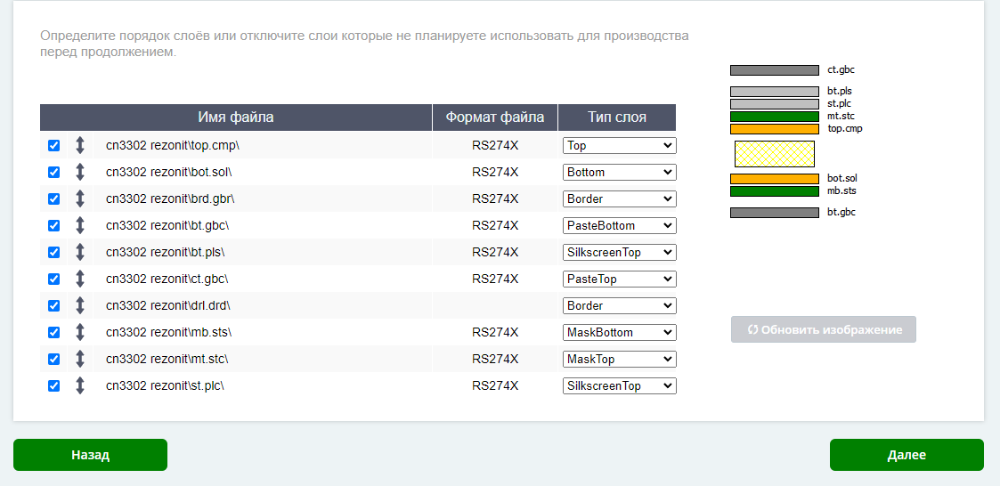 Определите порядок слоёв или отключите слои которые не планируете использовать для производства
перед продолжением.
Имя файла Формат файла Тип слоя
cn3302 rezonit\top.cmp\ RS274X Top
cn3302 rezonit\bot.sol\ RS274X Bottom
cn3302 rezonit\brd.gbr\ RS274X Border
cn3302 rezonit\bt.gbc\ RS274X PasteBottom
cn3302 rezonit\bt.pls\ RS274X SilkscreenTop
cn3302 rezonit\ct.gbc\ RS274X PasteTop
cn3302 rezonit\drl.drd\ Border
cn3302 rezonit\mb.sts\ RS274X MaskBottom
cn3302 rezonit\mt.stc\ RS274X MaskTop
cn3302 rezonit\st.plc\ RS274X SilkscreenTop
ct.gbc
bt.pls
st.plc
mt.stc
top.cmp
bot.sol
mb.sts
bt.gbc
Обновить изображение
Назад
Далее